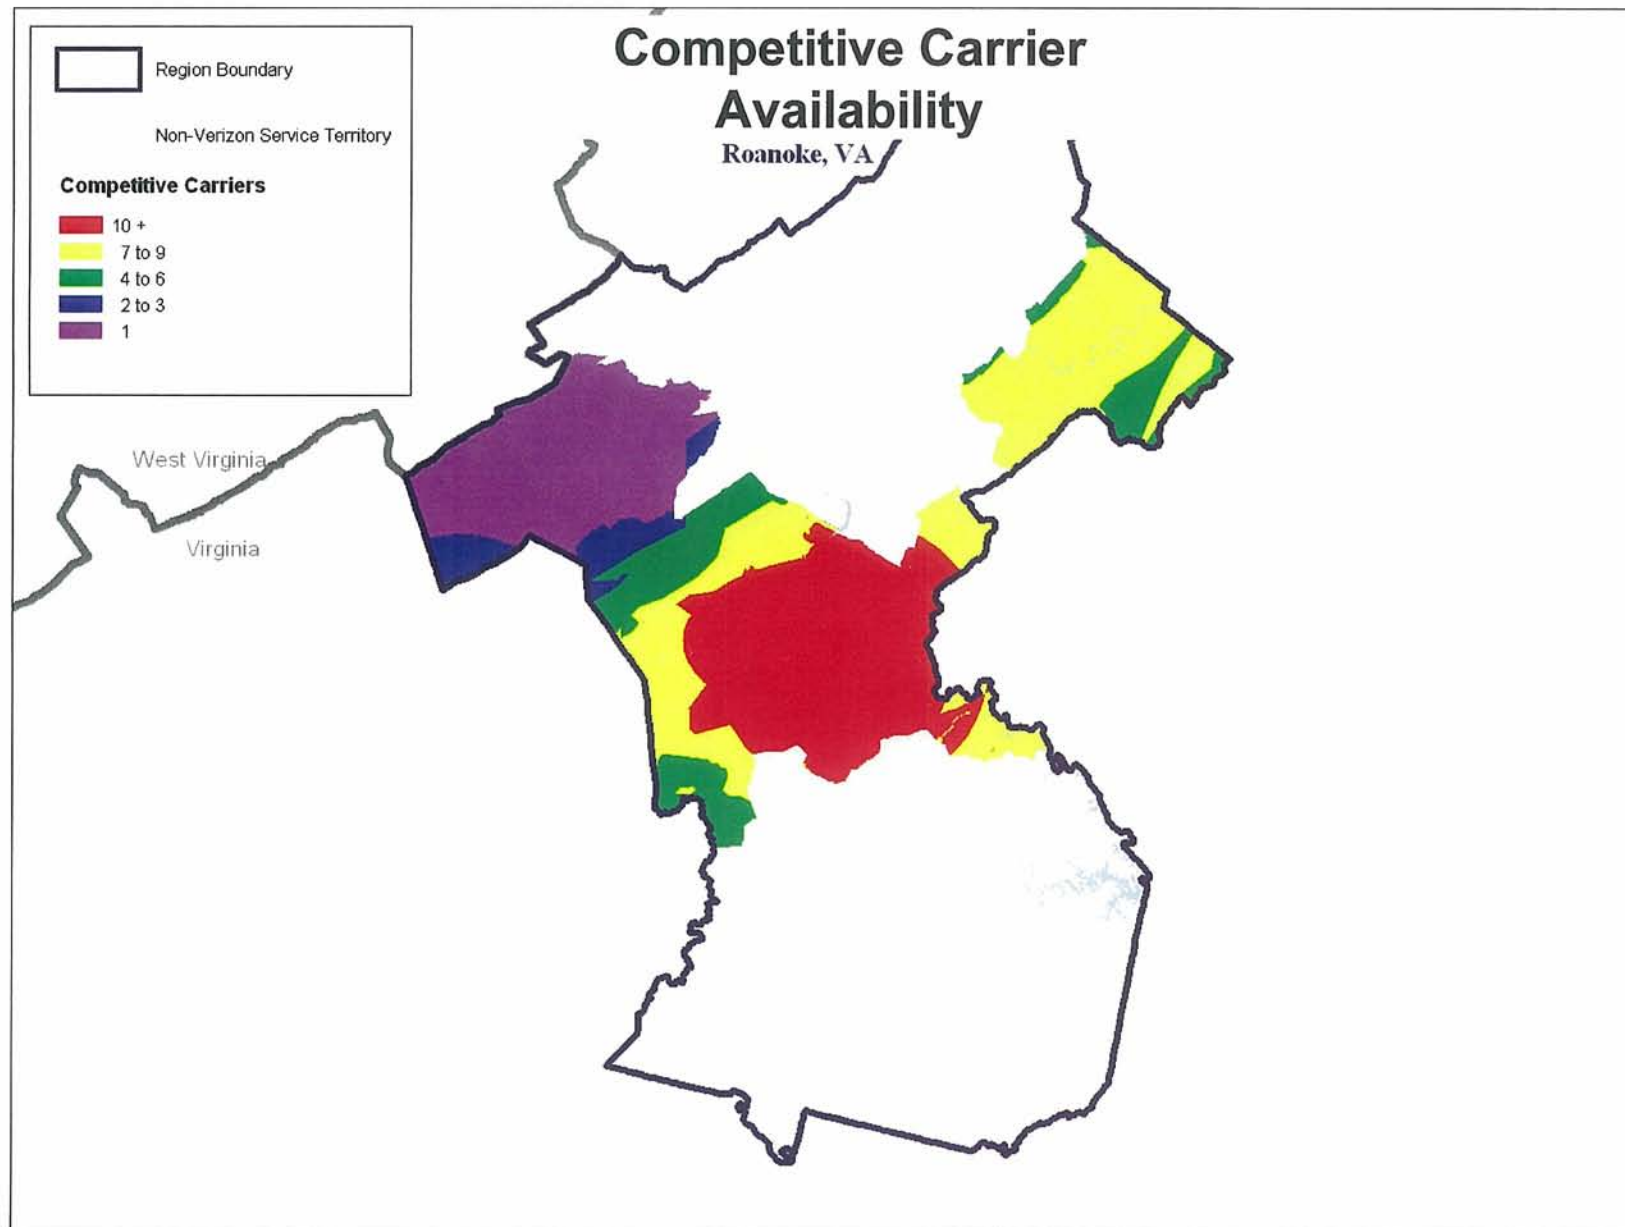 Competitive Carrier
Availability
Roanoke, VA
Region Boundary
Non-Verizon Service Territory
Competitive Carriers
10 +
7 to 9
4 to 6
2 to 3
1
West Virginia
Virginia